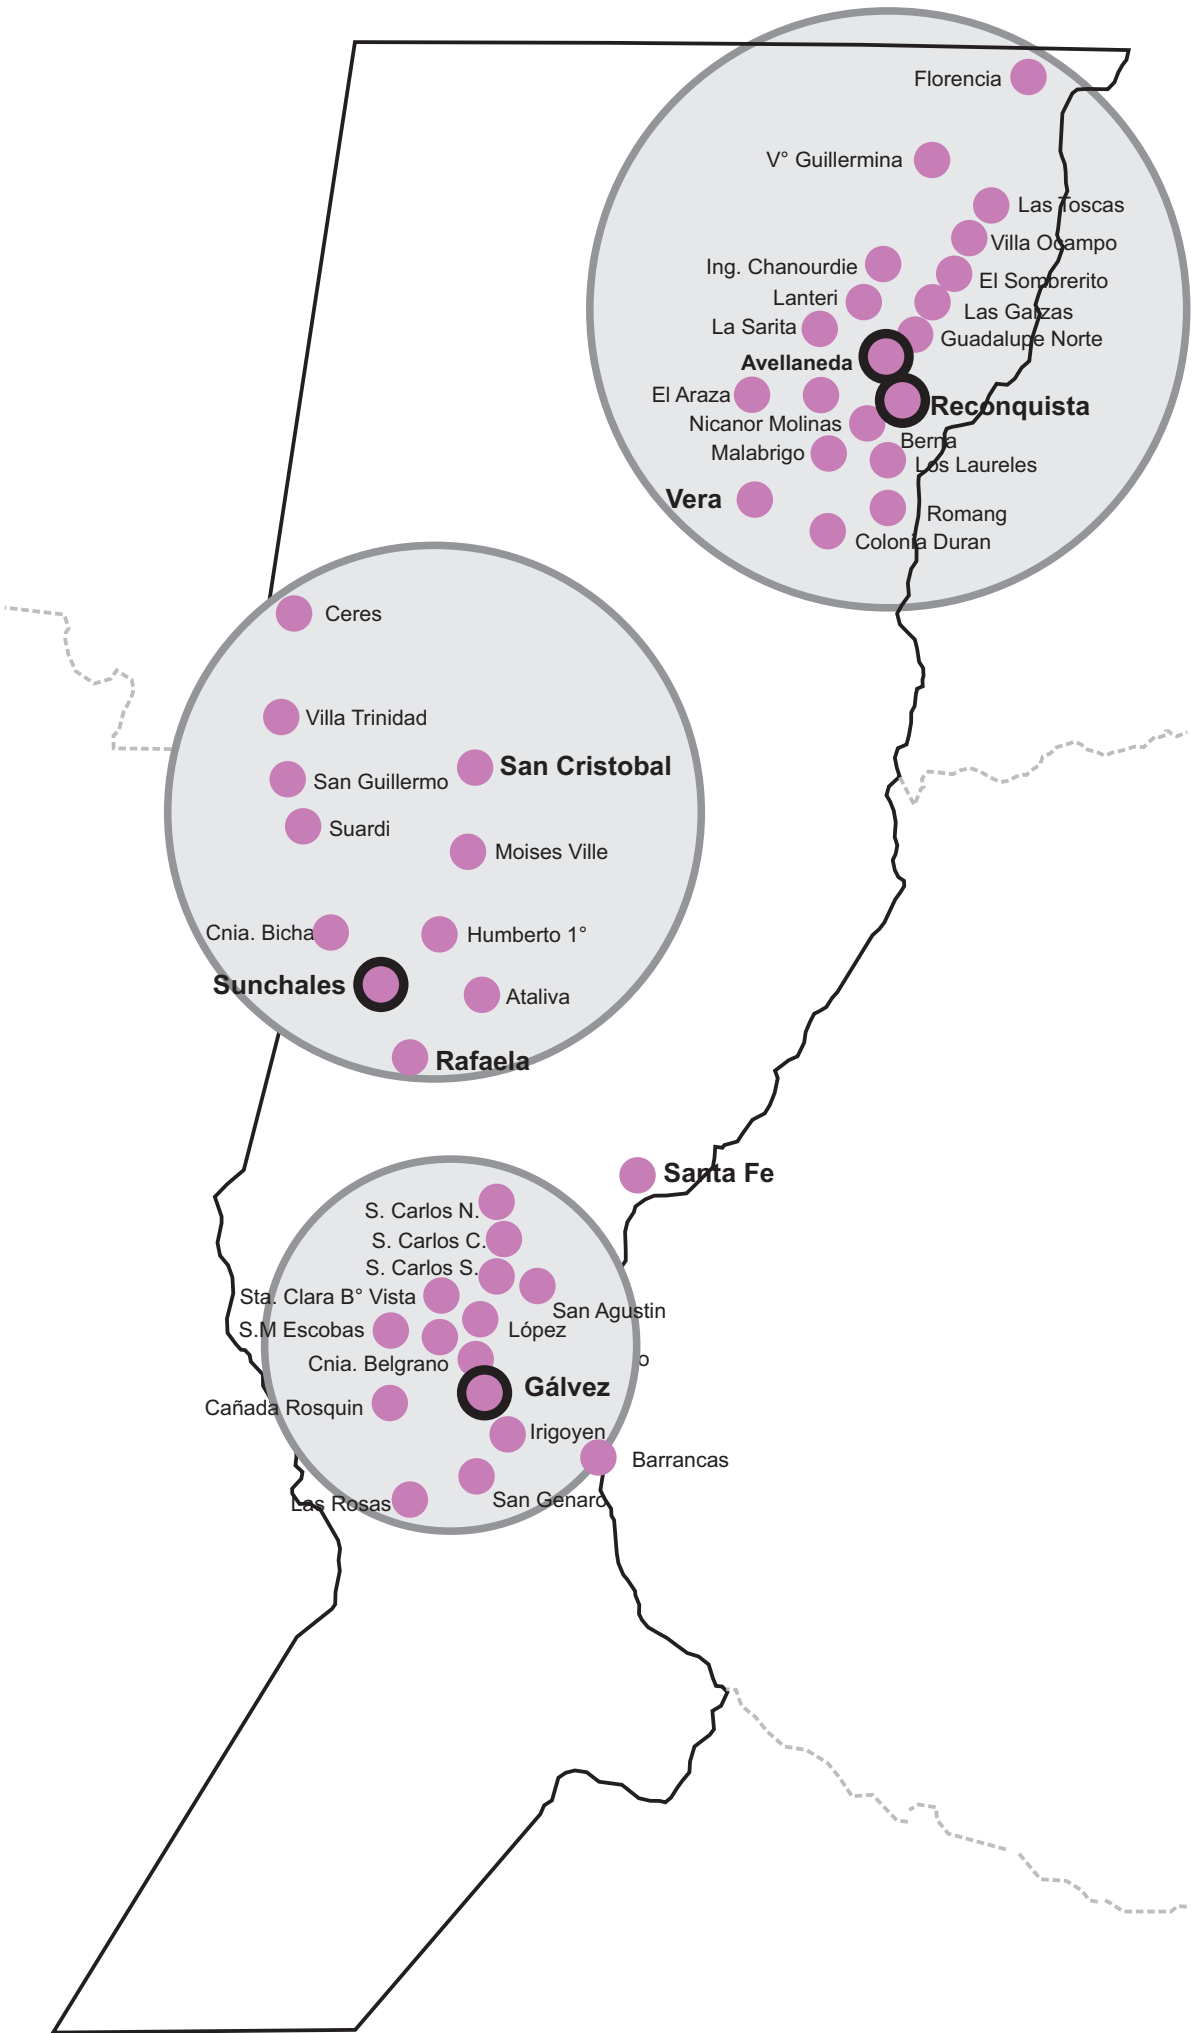 Florencia
V° Guillermina
Las Toscas
Villa Ocampo
Ing. Chanourdie
El Sombrerito
Lanteri
Las Garzas
La Sarita
Guadalupe Norte
Avellaneda
El Araza
Reconquista
Nicanor Molinas
Berna
Malabrigo
Los Laureles
Vera
Romang
Colonia Duran
Ceres
Villa Trinidad
San Cristobal
San Guillermo
Suardi
Moises Ville
Cnia. Bicha
Humberto 1°
Sunchales
Ataliva
Rafaela
Santa Fe
S. Carlos N.
S. Carlos C.
S. Carlos S.
Sta. Clara B° Vista
San Agustin
S.M Escobas
López
Cnia. Belgrano
o
Gálvez
Cañada Rosquin
Irigoyen
Barrancas
San Genaro
Las Rosas